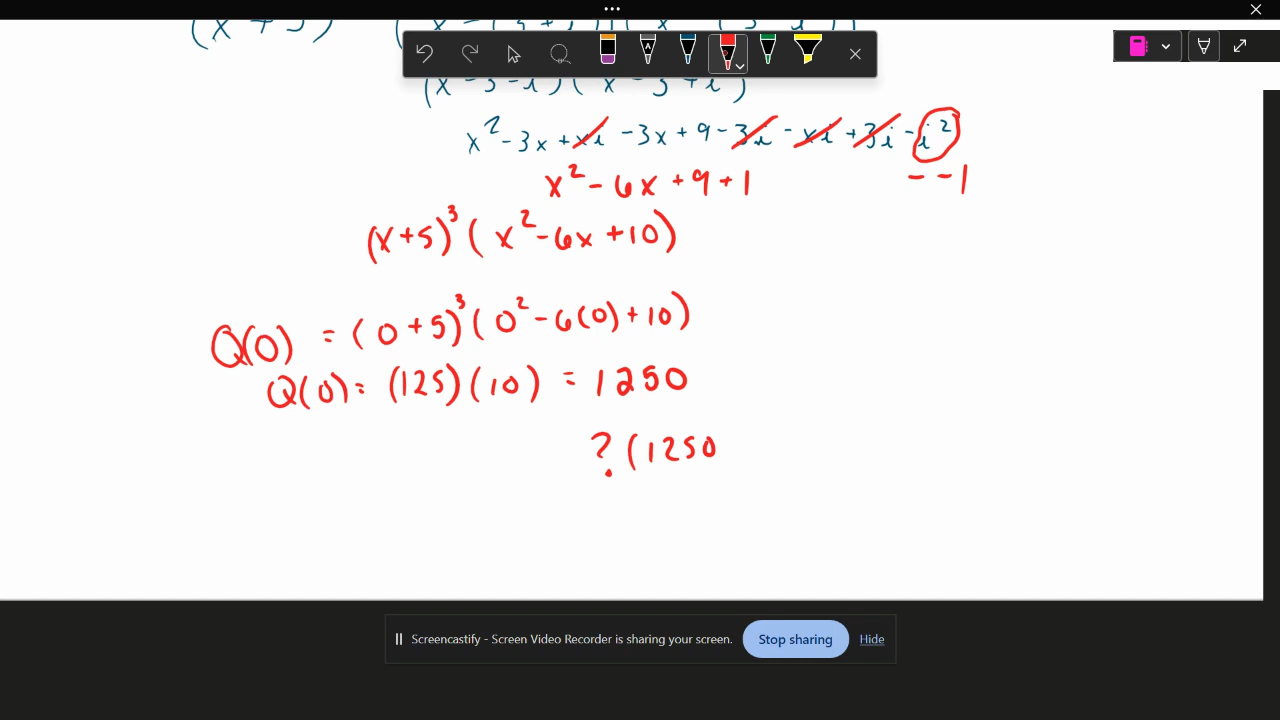 (x - 3 - i)(x - 3 + i)
x² - 3x + xi - 3x + 9 - 3i - xi + 3i - i²
x² - 6x + 9 + 1
- - 1
(x+5)³ (x² - 6x + 10)
Q(0) = (0+5)³ (0² - 6(0) + 10)
Q(0) = (125)(10) = 1250
? (1250
Screencastify - Screen Video Recorder is sharing your screen.
Stop sharing
Hide